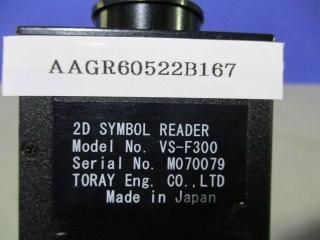 AAGR60522B167
2D SYMBOL READER
Model No. VS-F300
Serial No. M070079
TORAY Eng. CO.,LTD
Made in Japan